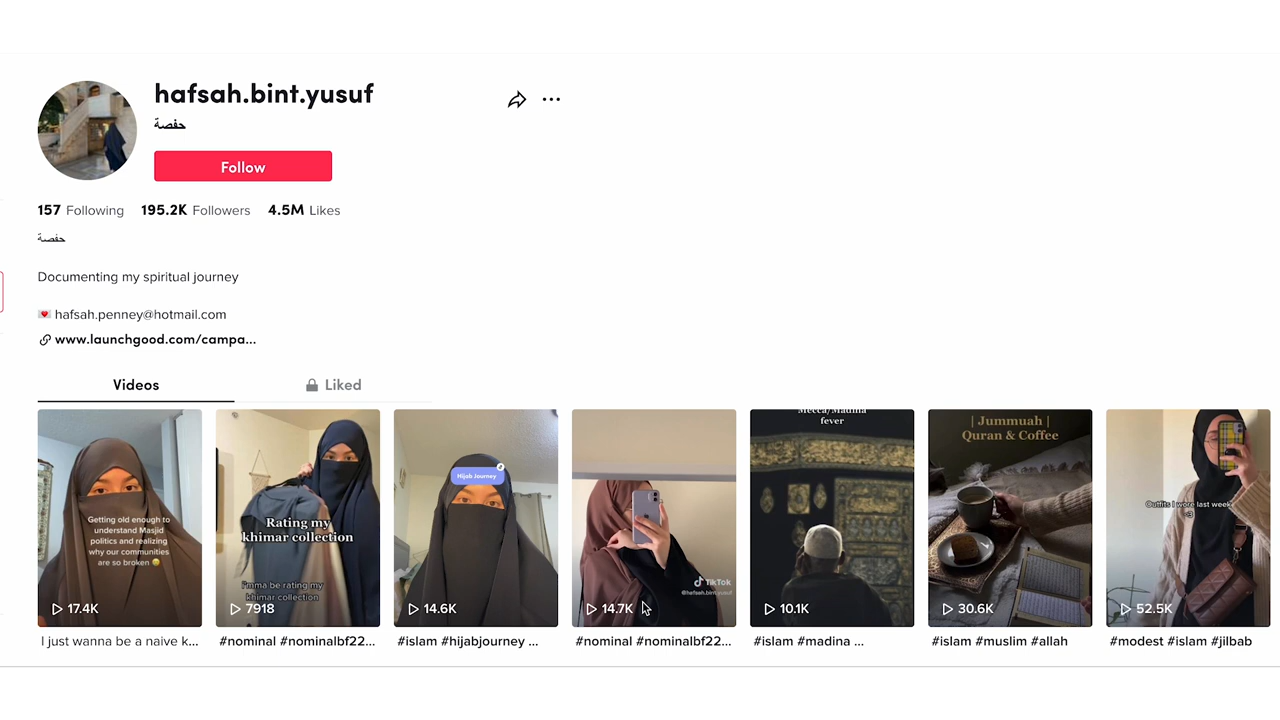 hafsah.bint.yusuf
حفصة
Follow
157 Following 195.2K Followers 4.5M Likes
حفصة
Documenting my spiritual journey
💌 hafsah.penney@hotmail.com
www.launchgood.com/campa...
Videos
Liked
Getting old enough to
understand Masjid
politics and realizing
why our communities
are so broken 😅
17.4K
I just wanna be a naive k...
Rating my
khimar collection
i'mma be rating my
khimar collection
7918
#nominal #nominalbf22...
Hijab Journey
14.6K
#islam #hijabjourney ...
TikTok
@hafsah.bint.yusuf
14.7K
#nominal #nominalbf22...
Mecca/Madina
fever
10.1K
#islam #madina ...
| Jummuah |
Quran & Coffee
30.6K
#islam #muslim #allah
Outfits I wore last week
<3
52.5K
#modest #islam #jilbab